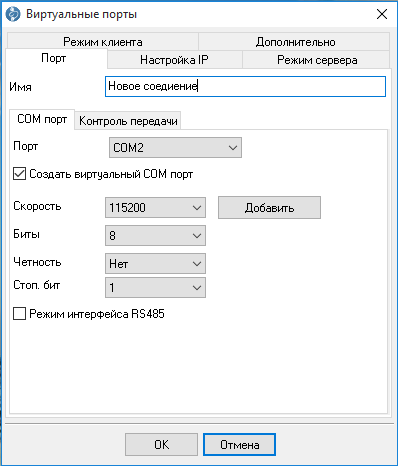 Виртуальные порты
Режим клиента Дополнительно
Порт Настройка IP Режим сервера
Имя Новое соедиение
COM порт Контроль передачи
Порт COM2
Создать виртуальный COM порт
Скорость 115200 Добавить
Биты 8
Четность Нет
Стоп. бит 1
Режим интерфейса RS485
OK Отмена